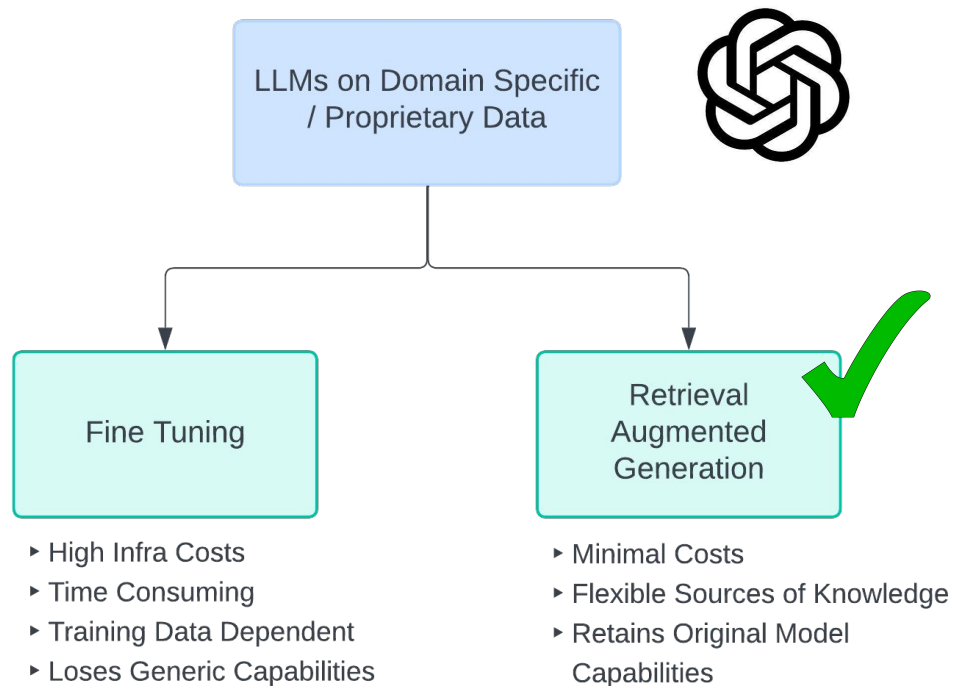 LLMs on Domain Specific
/ Proprietary Data
Fine Tuning
Retrieval
Augmented
Generation
‣ High Infra Costs
‣ Time Consuming
‣ Training Data Dependent
‣ Loses Generic Capabilities
‣ Minimal Costs
‣ Flexible Sources of Knowledge
‣ Retains Original Model
Capabilities